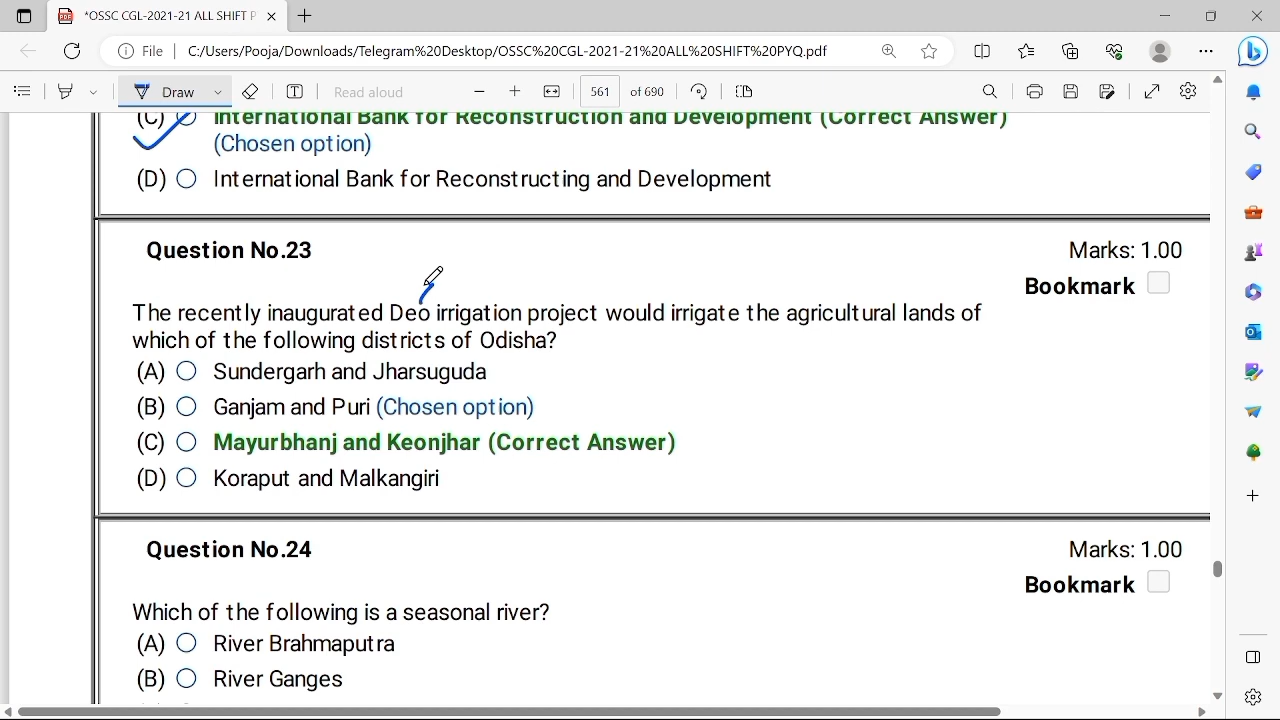 *OSSC CGL-2021-21 ALL SHIFT P
File
C:/Users/Pooja/Downloads/Telegram%20Desktop/OSSC%20CGL-2021-21%20ALL%20SHIFT%20PYQ.pdf
Draw
Read aloud
561 of 690
(C) International Bank for Reconstruction and Development (Correct Answer)
(Chosen option)
(D) International Bank for Reconstructing and Development
Question No.23 Marks: 1.00
Bookmark
The recently inaugurated Deo irrigation project would irrigate the agricultural lands of
which of the following districts of Odisha?
(A) Sundergarh and Jharsuguda
(B) Ganjam and Puri (Chosen option)
(C) Mayurbhanj and Keonjhar (Correct Answer)
(D) Koraput and Malkangiri
Question No.24 Marks: 1.00
Bookmark
Which of the following is a seasonal river?
(A) River Brahmaputra
(B) River Ganges